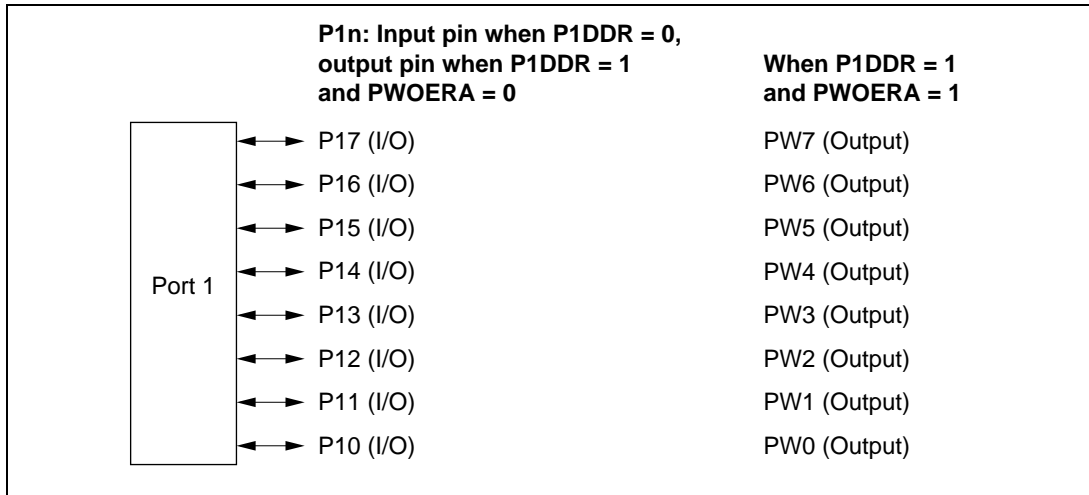 P1n: Input pin when P1DDR = 0,
output pin when P1DDR = 1
and PWOERA = 0
When P1DDR = 1
and PWOERA = 1
Port 1
P17 (I/O) PW7 (Output)
P16 (I/O) PW6 (Output)
P15 (I/O) PW5 (Output)
P14 (I/O) PW4 (Output)
P13 (I/O) PW3 (Output)
P12 (I/O) PW2 (Output)
P11 (I/O) PW1 (Output)
P10 (I/O) PW0 (Output)